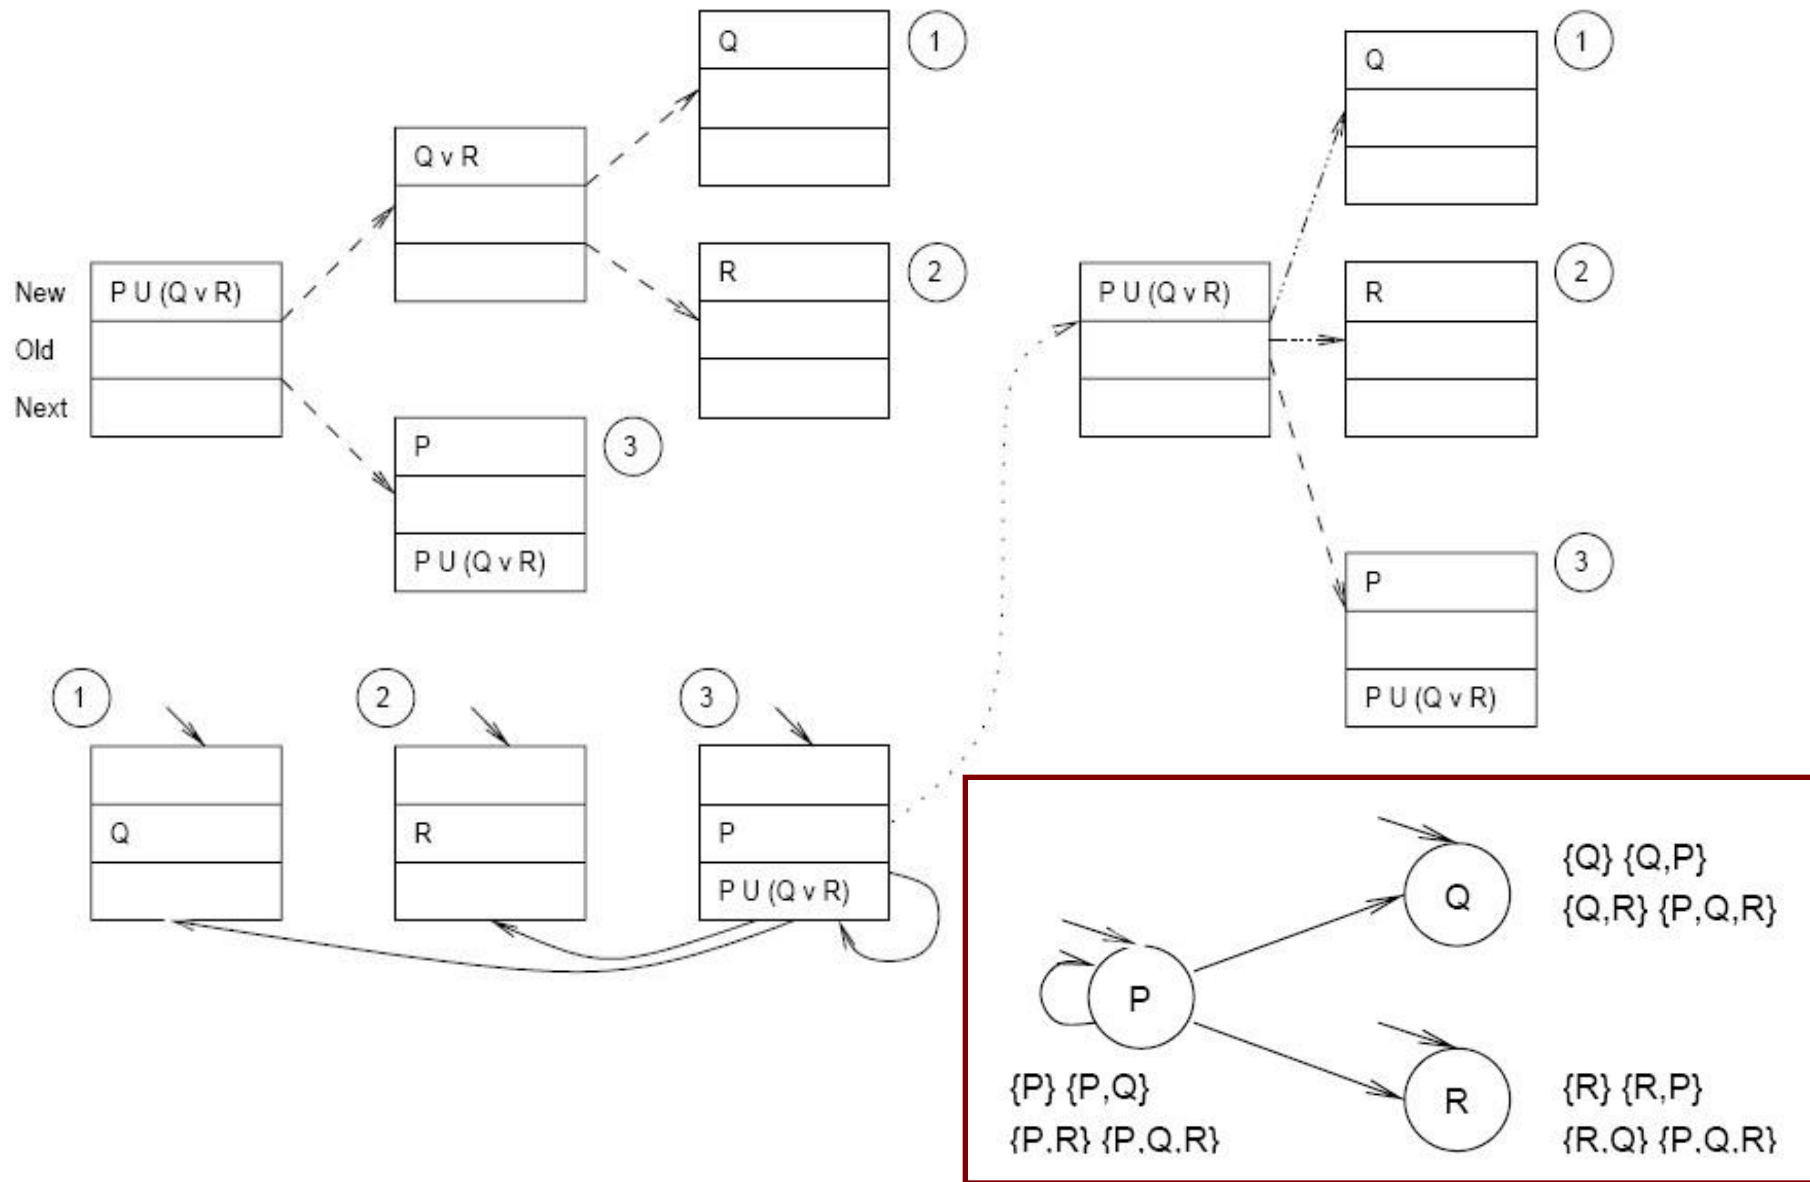 Q
1
Q v R
R
2
New
P U (Q v R)
Old
Next
P
3
P U (Q v R)
Q
1
P U (Q v R)
R
2
P
3
P U (Q v R)
1
2
3
Q
R
P
P U (Q v R)
Q
{Q} {Q,P}
{Q,R} {P,Q,R}
P
{P} {P,Q}
{P,R} {P,Q,R}
R
{R} {R,P}
{R,Q} {P,Q,R}